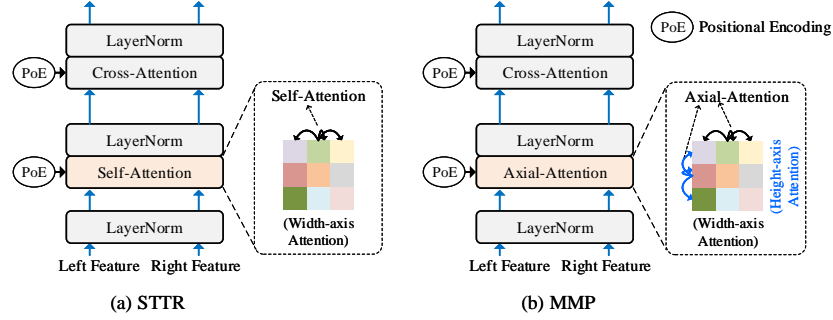 LayerNorm
PoE
Cross-Attention
LayerNorm
PoE
Self-Attention
LayerNorm
Left Feature Right Feature
Self-Attention
(Width-axis
Attention)
(a) STTR
PoE Positional Encoding
LayerNorm
PoE
Cross-Attention
LayerNorm
PoE
Axial-Attention
LayerNorm
Left Feature Right Feature
Axial-Attention
(Height-axis
Attention)
(Width-axis
Attention)
(b) MMP